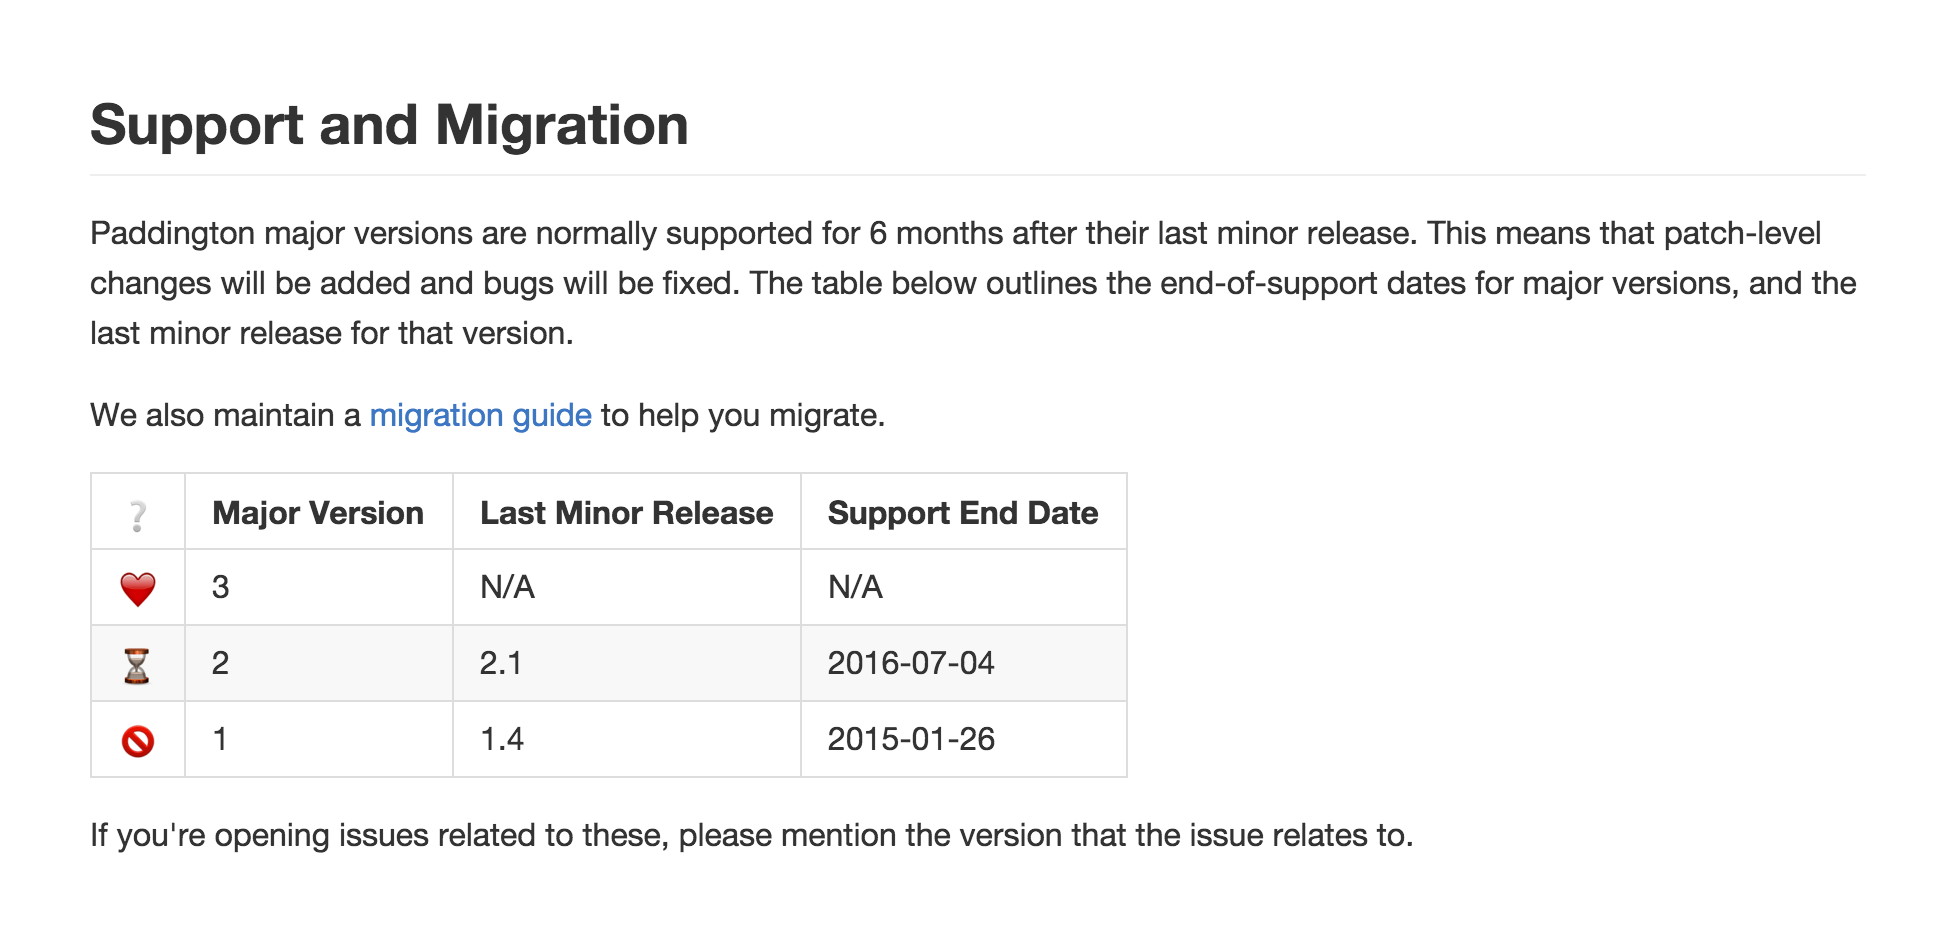 Support and Migration
Paddington major versions are normally supported for 6 months after their last minor release. This means that patch-level
changes will be added and bugs will be fixed. The table below outlines the end-of-support dates for major versions, and the
last minor release for that version.
We also maintain a migration guide to help you migrate.
❔ Major Version Last Minor Release Support End Date
❤️ 3 N/A N/A
⌛ 2 2.1 2016-07-04
🚫 1 1.4 2015-01-26
If you're opening issues related to these, please mention the version that the issue relates to.